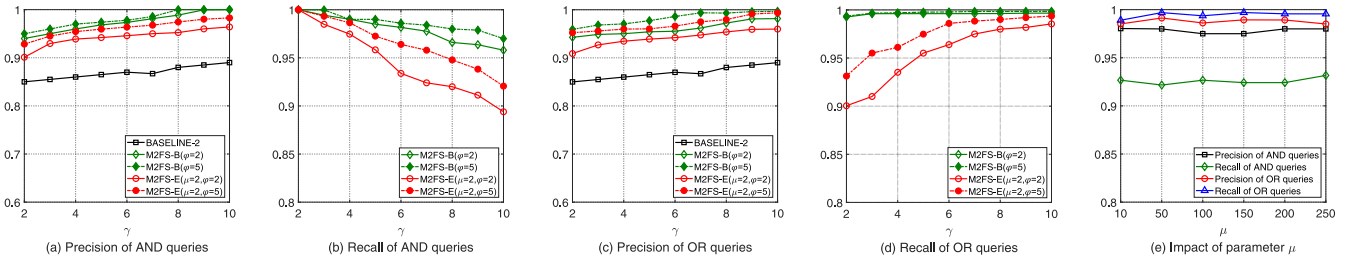 1
0.9
0.8
0.7
0.6
2
4
6
8
10
γ
BASELINE-2
M2FS-B(φ=2)
M2FS-B(φ=5)
M2FS-E(μ=2,φ=2)
M2FS-E(μ=2,φ=5)
(a) Precision of AND queries
1
0.95
0.9
0.85
0.8
2
4
6
8
10
γ
M2FS-B(φ=2)
M2FS-B(φ=5)
M2FS-E(μ=2,φ=2)
M2FS-E(μ=2,φ=5)
(b) Recall of AND queries
1
0.9
0.8
0.7
0.6
2
4
6
8
10
γ
BASELINE-2
M2FS-B(φ=2)
M2FS-B(φ=5)
M2FS-E(μ=2,φ=2)
M2FS-E(μ=2,φ=5)
(c) Precision of OR queries
1
0.95
0.9
0.85
0.8
2
4
6
8
10
γ
M2FS-B(φ=2)
M2FS-B(φ=5)
M2FS-E(μ=2,φ=2)
M2FS-E(μ=2,φ=5)
(d) Recall of OR queries
1
0.95
0.9
0.85
0.8
10
50
100
150
200
250
μ
Precision of AND queries
Recall of AND queries
Precision of OR queries
Recall of OR queries
(e) Impact of parameter μ